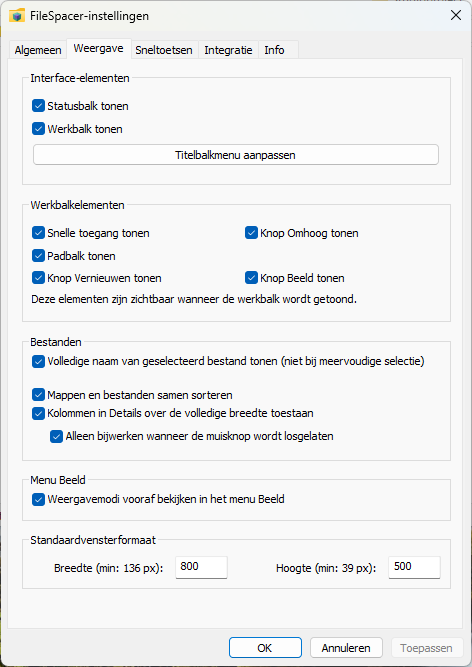 FileSpacer-instellingen
Algemeen Weergave Sneltoetsen Integratie Info
Interface-elementen
Statusbalk tonen
Werkbalk tonen
Titelbalkmenu aanpassen
Werkbalkelementen
Snelle toegang tonen Knop Omhoog tonen
Padbalk tonen
Knop Vernieuwen tonen Knop Beeld tonen
Deze elementen zijn zichtbaar wanneer de werkbalk wordt getoond.
Bestanden
Volledige naam van geselecteerd bestand tonen (niet bij meervoudige selectie)
Mappen en bestanden samen sorteren
Kolommen in Details over de volledige breedte toestaan
Alleen bijwerken wanneer de muisknop wordt losgelaten
Menu Beeld
Weergavemodi vooraf bekijken in het menu Beeld
Standaardvensterformaat
Breedte (min: 136 px): 800 Hoogte (min: 39 px): 500
OK Annuleren Toepassen